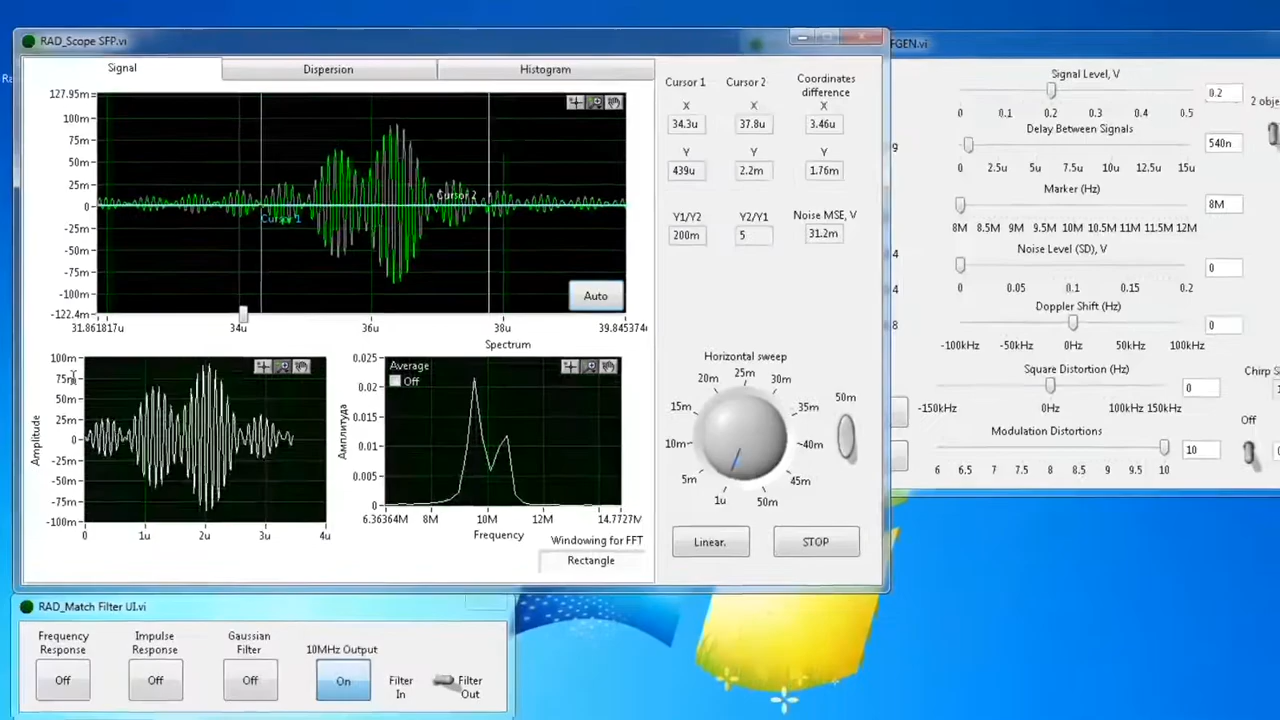 RAD_Scope SFP.vi
Signal
Dispersion
Histogram
127.95m
100m
75m
50m
25m
0
-25m
-50m
-75m
-100m
-122.4m
Cursor 1
Cursor 2
Auto
31.861817u
34u
36u
38u
39.845374
Spectrum
100m
75m
50m
25m
0
-25m
-50m
-75m
-100m
Amplitude
0
1u
2u
3u
4u
Average
Off
0.025
0.02
0.015
0.01
0.005
0
Амплитуда
6.36364M
8M
10M
12M
14.7727M
Frequency
Windowing for FFT
Rectangle
Cursor 1
Cursor 2
Coordinates
difference
X
X
X
34.3u
37.8u
3.46u
Y
Y
Y
439u
2.2m
1.76m
Y1/Y2
Y2/Y1
Noise MSE, V
200m
5
31.2m
Horizontal sweep
25m
20m
30m
15m
35m
10m
40m
5m
45m
1u
50m
50m
Linear.
STOP
FGEN.vi
Signal Level, V
0.2
0
0.1
0.2
0.3
0.4
0.5
2 obje
Delay Between Signals
540n
0
2.5u
5u
7.5u
10u
12.5u
15u
Marker (Hz)
8M
8M
8.5M
9M
9.5M
10M
10.5M
11M
11.5M
12M
Noise Level (SD), V
0
0
0.05
0.1
0.15
0.2
Doppler Shift (Hz)
0
-100kHz
-50kHz
0Hz
50kHz
100kHz
Square Distortion (Hz)
0
Chirp S
-150kHz
0Hz
100kHz
150kHz
Off
Modulation Distortions
10
6
6.5
7
7.5
8
8.5
9
9.5
10
RAD_Match Filter UI.vi
Frequency
Response
Off
Impulse
Response
Off
Gaussian
Filter
Off
10MHz Output
On
Filter
In
Filter
Out